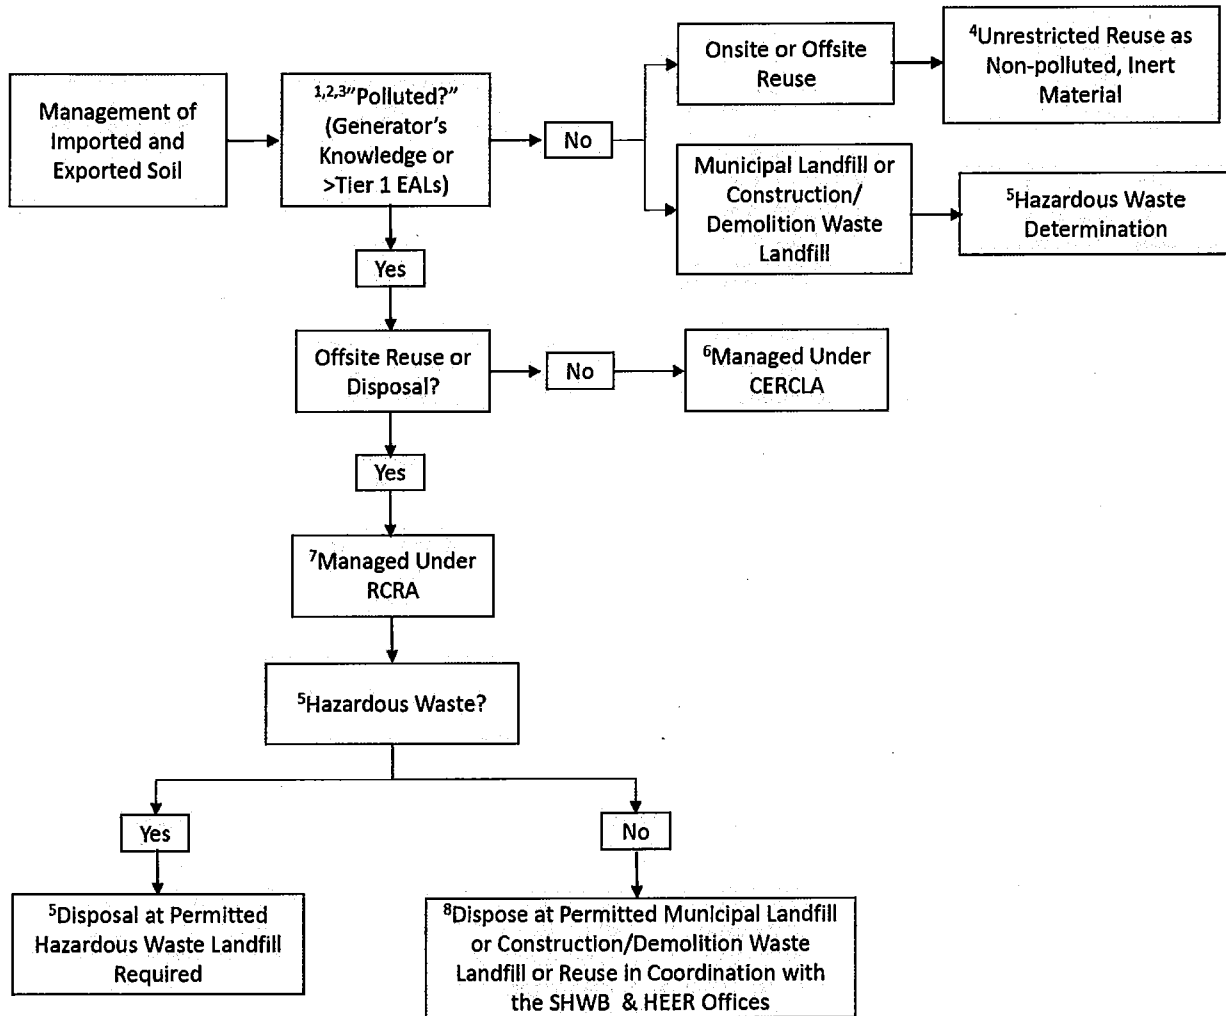 Management of
Imported and
Exported Soil
1,2,3"Polluted?"
(Generator's
Knowledge or
>Tier 1 EALs)
No
Onsite or Offsite
Reuse
4Unrestricted Reuse as
Non-polluted, Inert
Material
Municipal Landfill or
Construction/
Demolition Waste
Landfill
5Hazardous Waste
Determination
Yes
Offsite Reuse or
Disposal?
No
6Managed Under
CERCLA
Yes
7Managed Under
RCRA
5Hazardous Waste?
Yes
No
5Disposal at Permitted
Hazardous Waste Landfill
Required
8Dispose at Permitted Municipal Landfill
or Construction/Demolition Waste
Landfill or Reuse in Coordination with
the SHWB & HEER Offices